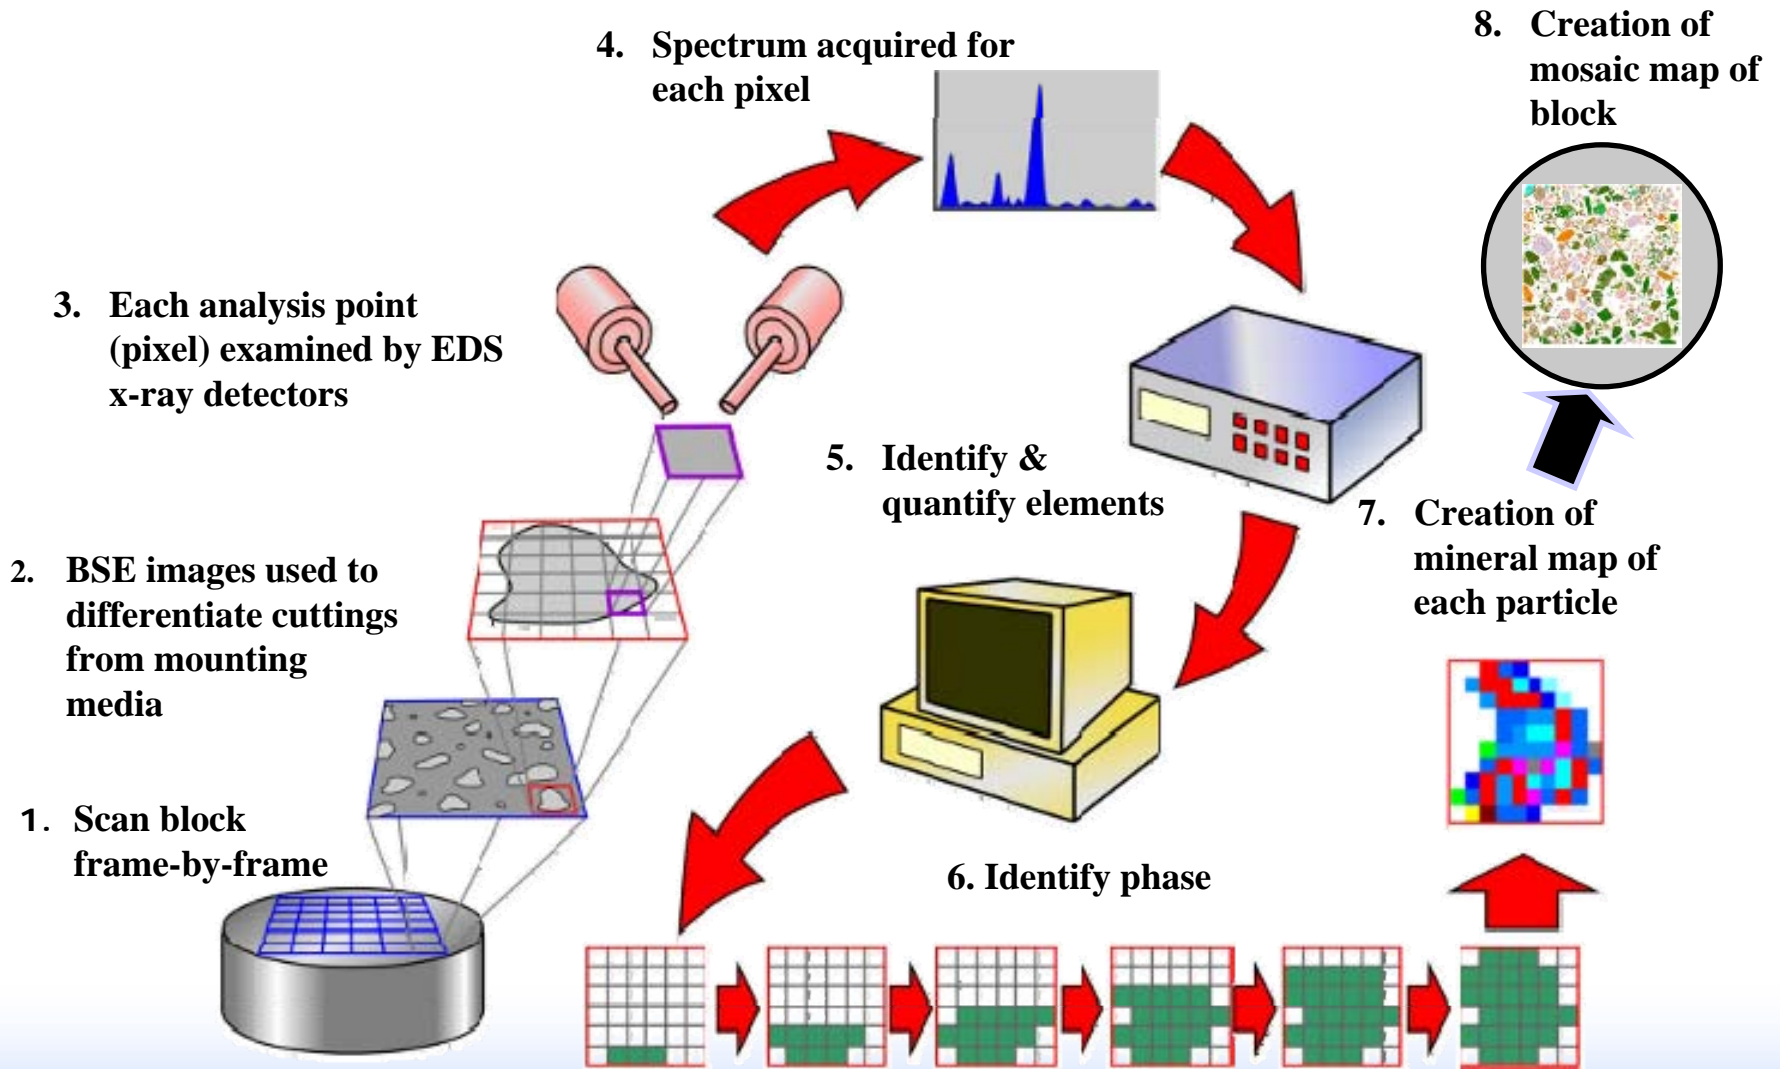 1. Scan block
frame-by-frame
2. BSE images used to
differentiate cuttings
from mounting
media
3. Each analysis point
(pixel) examined by EDS
x-ray detectors
4. Spectrum acquired for
each pixel
5. Identify &
quantify elements
6. Identify phase
7. Creation of
mineral map of
each particle
8. Creation of
mosaic map of
block